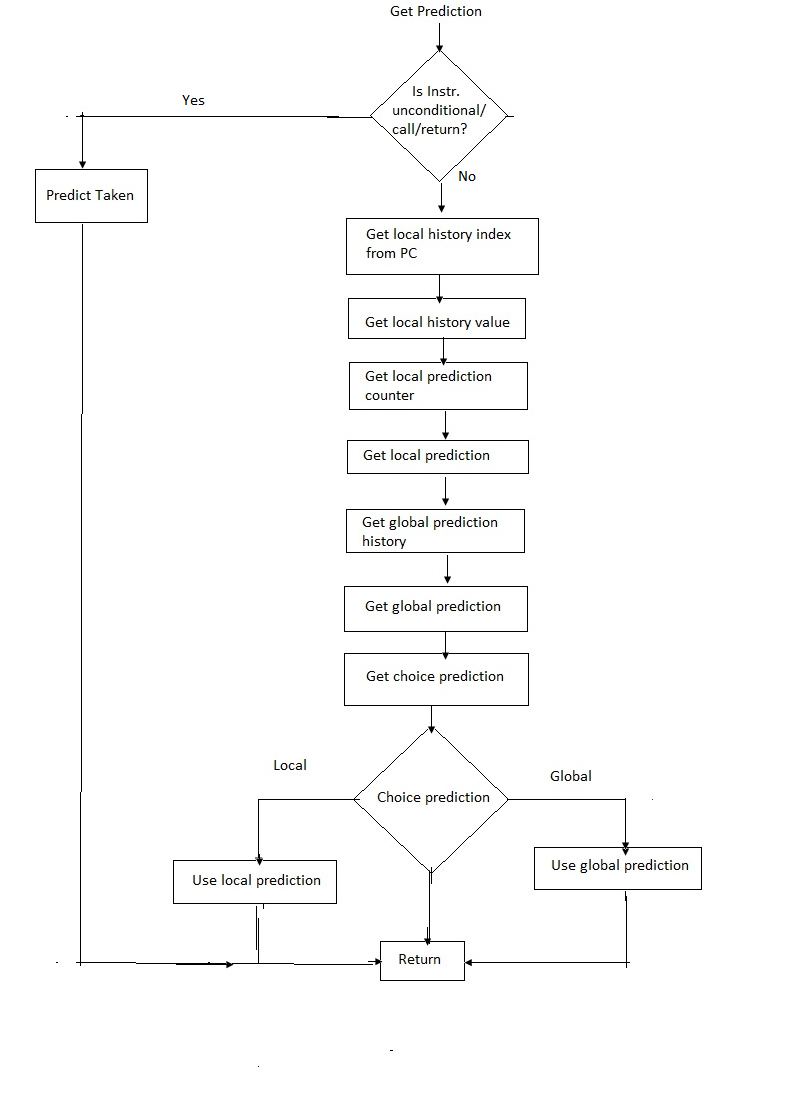 Get Prediction
Is Instr.
unconditional/
call/return?
Yes
No
Predict Taken
Get local history index
from PC
Get local history value
Get local prediction
counter
Get local prediction
Get global prediction
history
Get global prediction
Get choice prediction
Local
Global
Choice prediction
Use local prediction
Use global prediction
Return